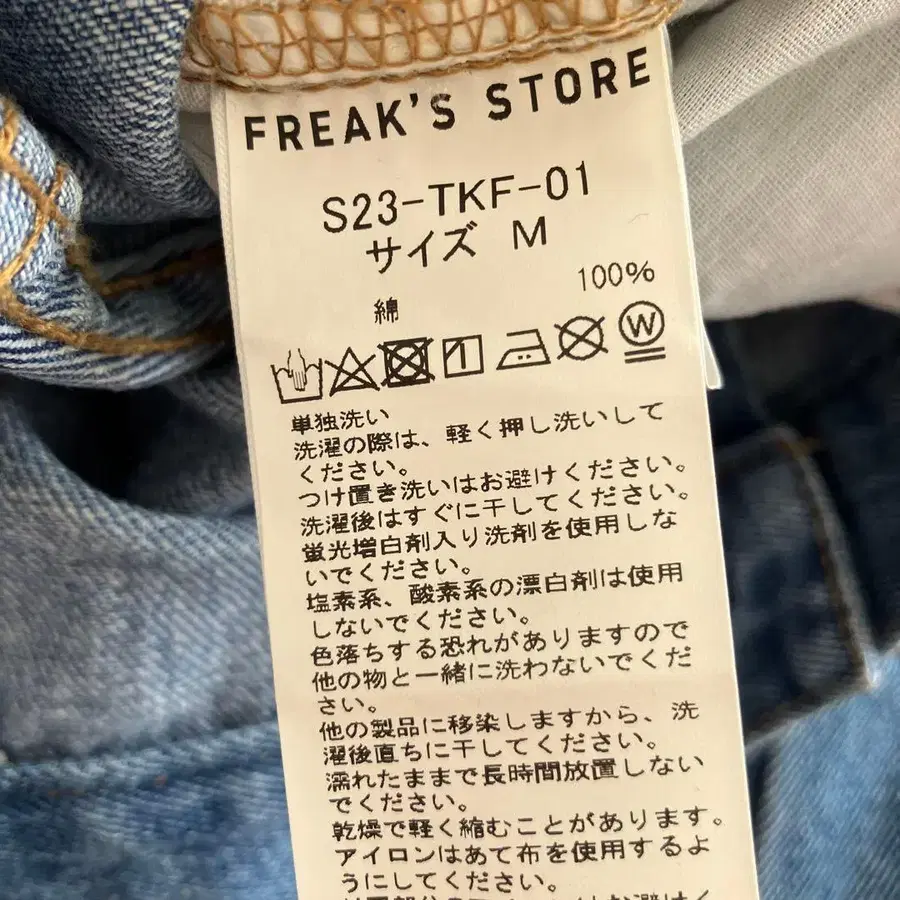 FREAK'S STORE
S23-TKF-01
サイズ M
100%
綿
W
単独洗い
洗濯の際は、軽く押し洗いして
ください。
つけ置き洗いはお避けください。
洗濯後はすぐに干してください。
蛍光増白剤入り洗剤を使用しな
いでください。
塩素系、酸素系の漂白剤は使用
しないでください。
色落ちする恐れがありますので
他の物と一緒に洗わないでくだ
さい。
他の製品に移染しますから、洗
濯後直ちに干してください。
濡れたままで長時間放置しない
でください。
乾燥で軽く縮むことがあります。
アイロンはあて布を使用するよ
うにしてください。